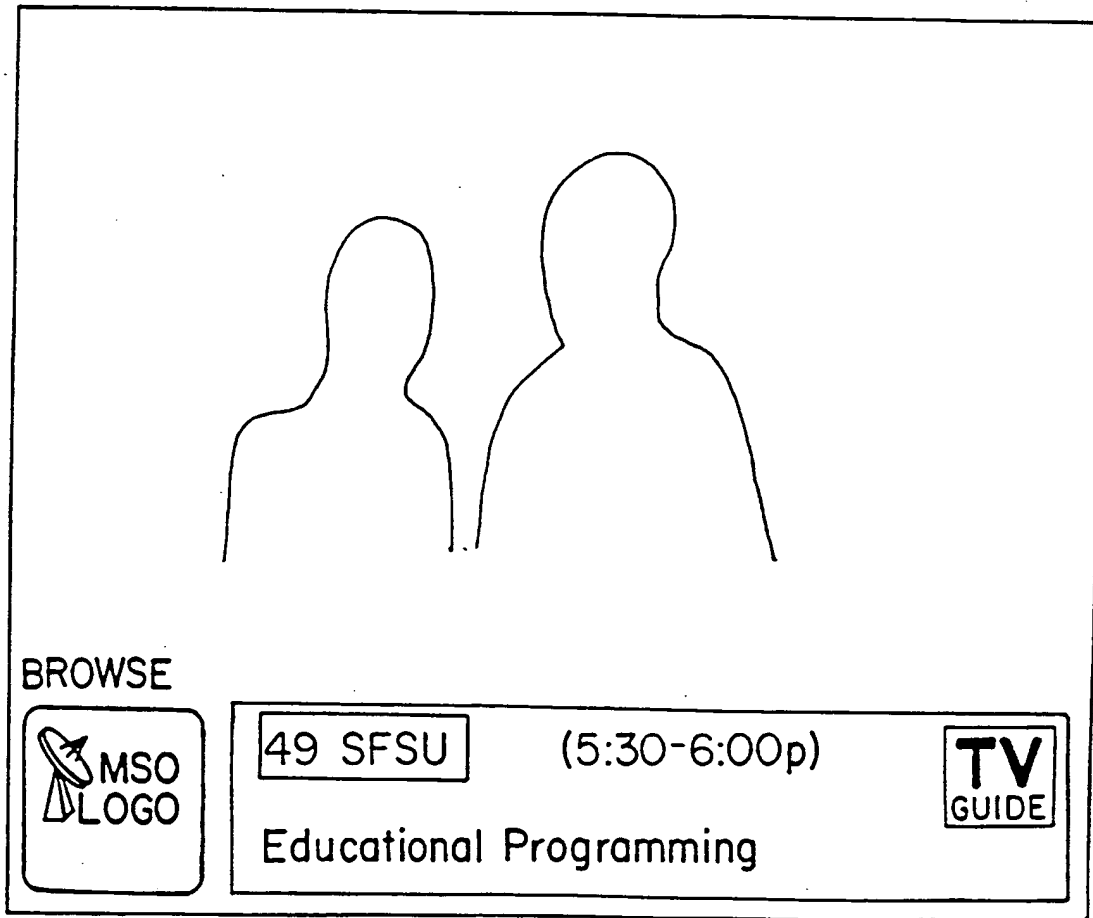 BROWSE
MSO
LOGO
49 SFSU (5:30-6:00p)
Educational Programming
TV
GUIDE